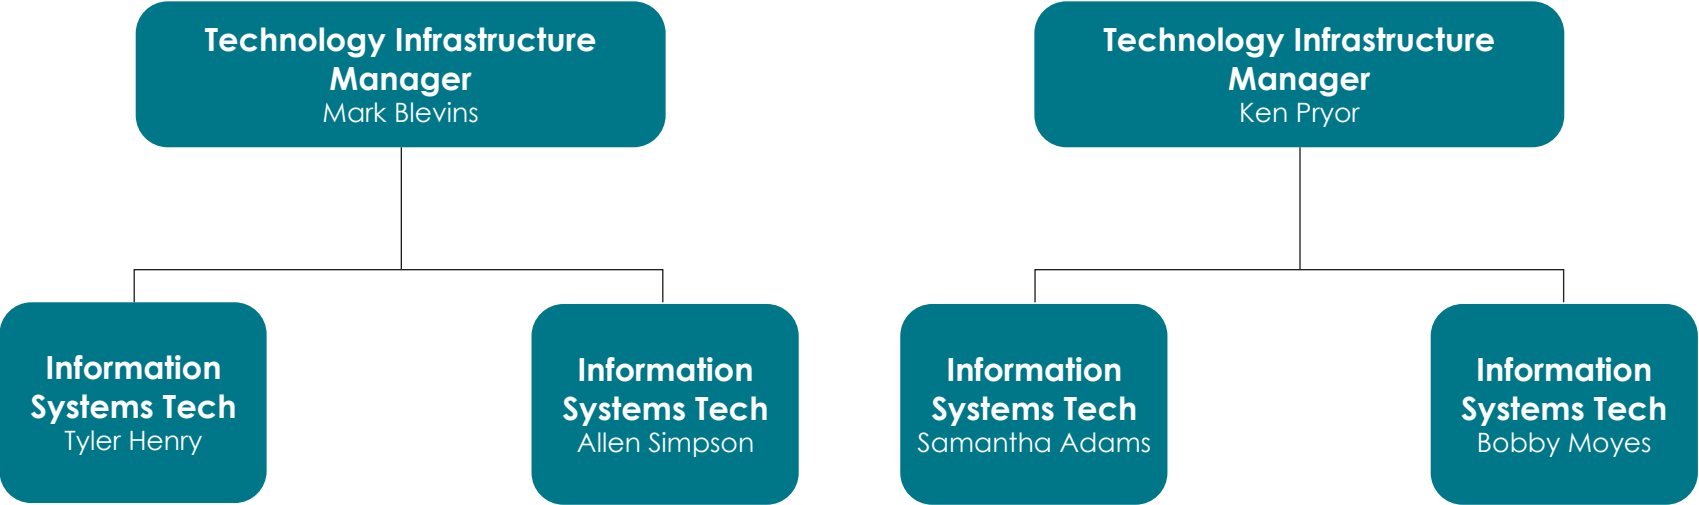 Technology Infrastructure
Manager
Mark Blevins
Technology Infrastructure
Manager
Ken Pryor
Information
Systems Tech
Tyler Henry
Information
Systems Tech
Allen Simpson
Information
Systems Tech
Samantha Adams
Information
Systems Tech
Bobby Moyes